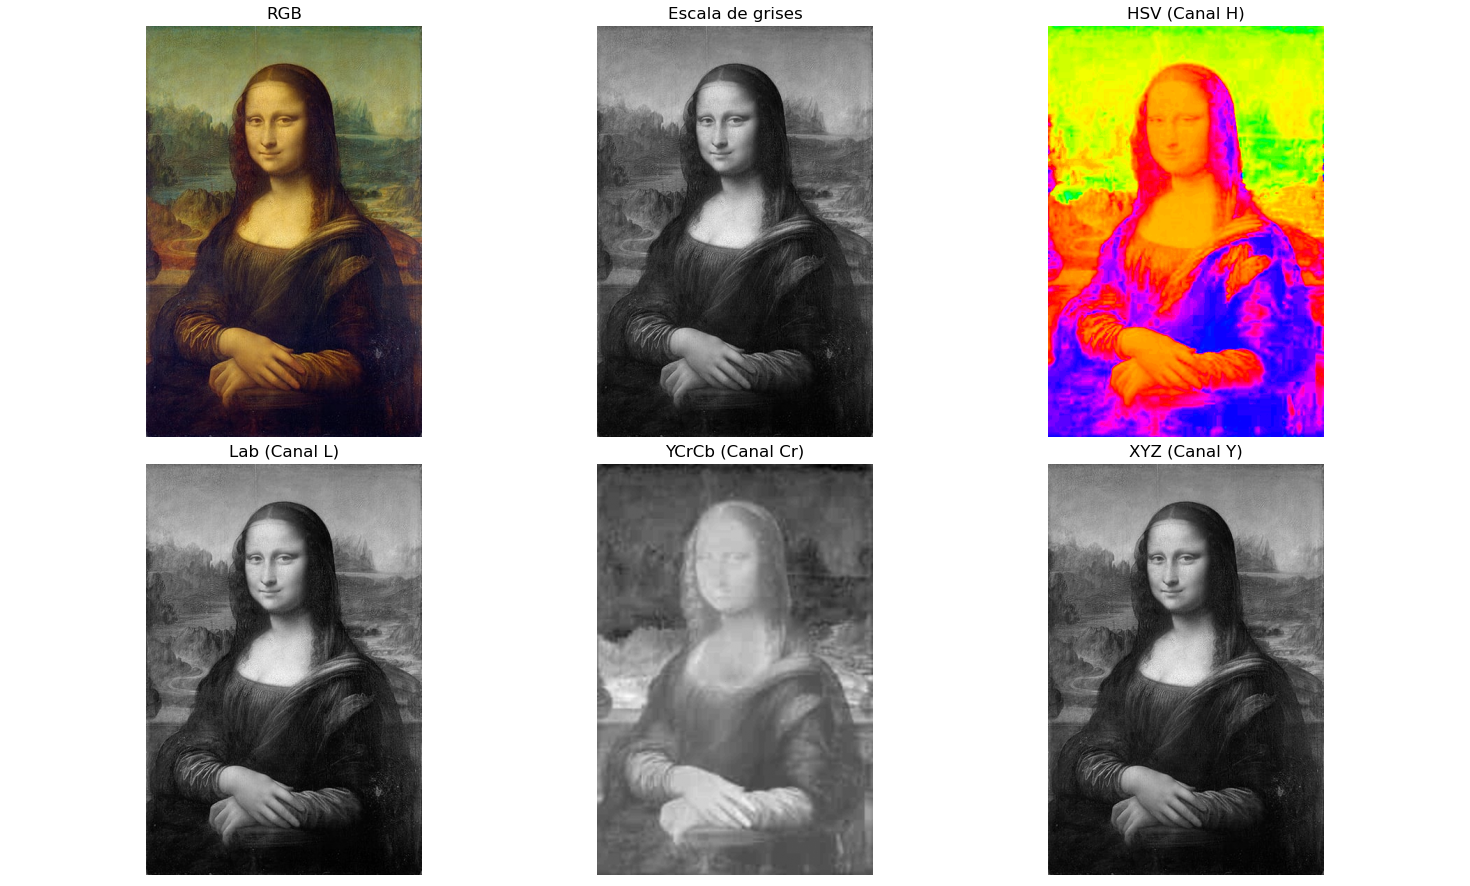 RGB
Escala de grises
HSV (Canal H)
Lab (Canal L)
YCrCb (Canal Cr)
XYZ (Canal Y)